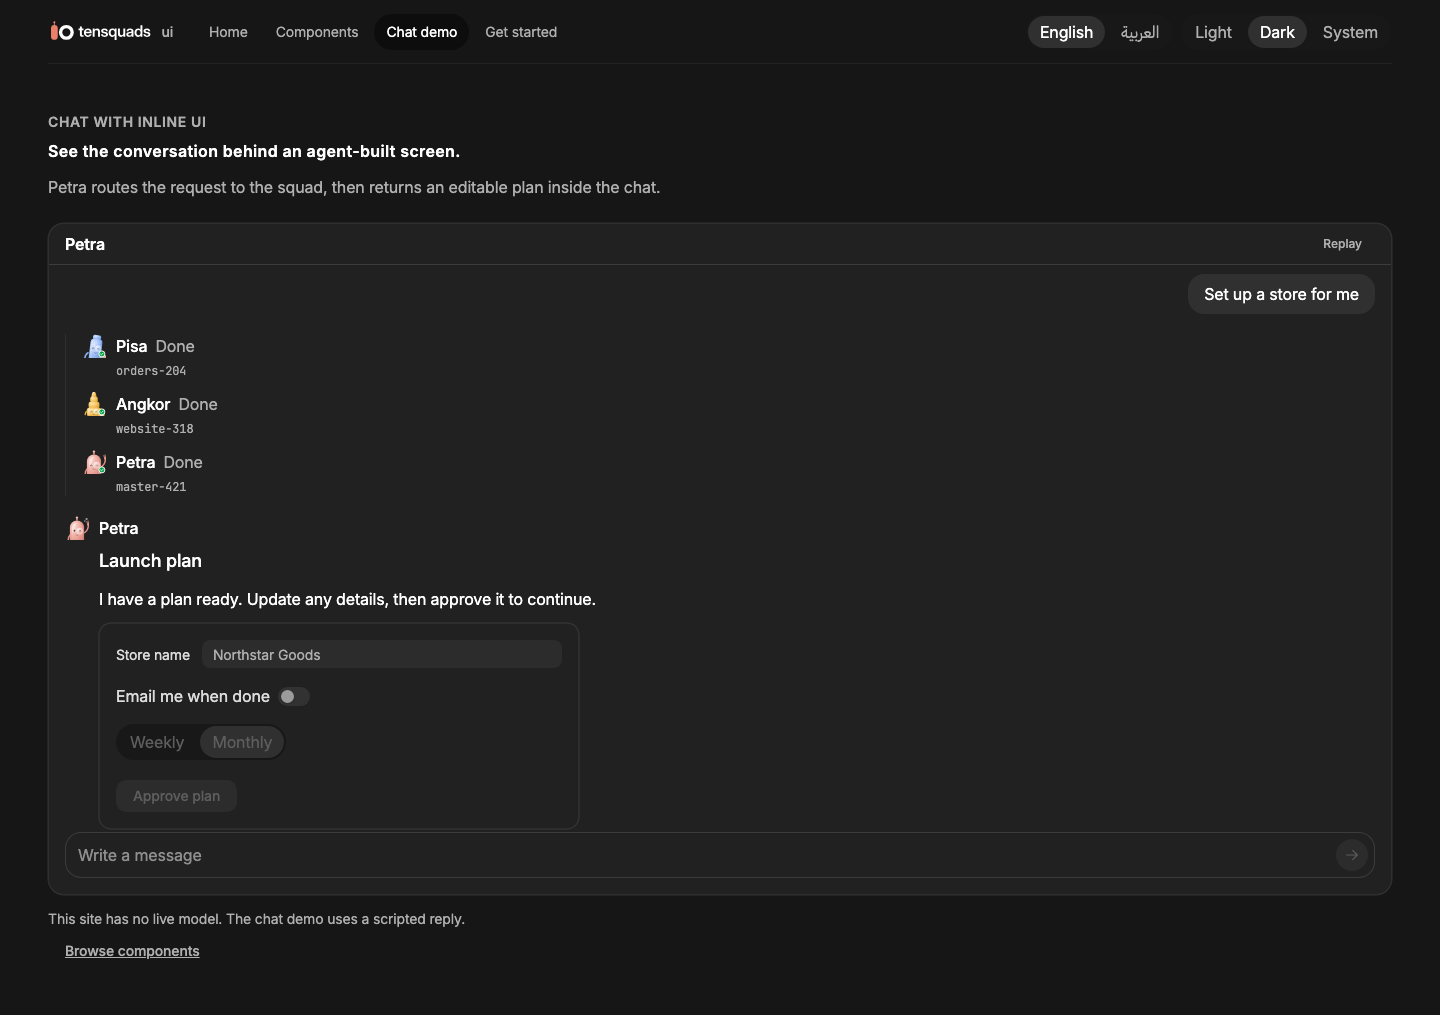 tensquads ui
Home
Components
Chat demo
Get started
English
العربية
Light
Dark
System
CHAT WITH INLINE UI
See the conversation behind an agent-built screen.
Petra routes the request to the squad, then returns an editable plan inside the chat.
Petra
Replay
Set up a store for me
Pisa Done
orders-204
Angkor Done
website-318
Petra Done
master-421
Petra
Launch plan
I have a plan ready. Update any details, then approve it to continue.
Store name Northstar Goods
Email me when done
Weekly Monthly
Approve plan
Write a message
This site has no live model. The chat demo uses a scripted reply.
Browse components